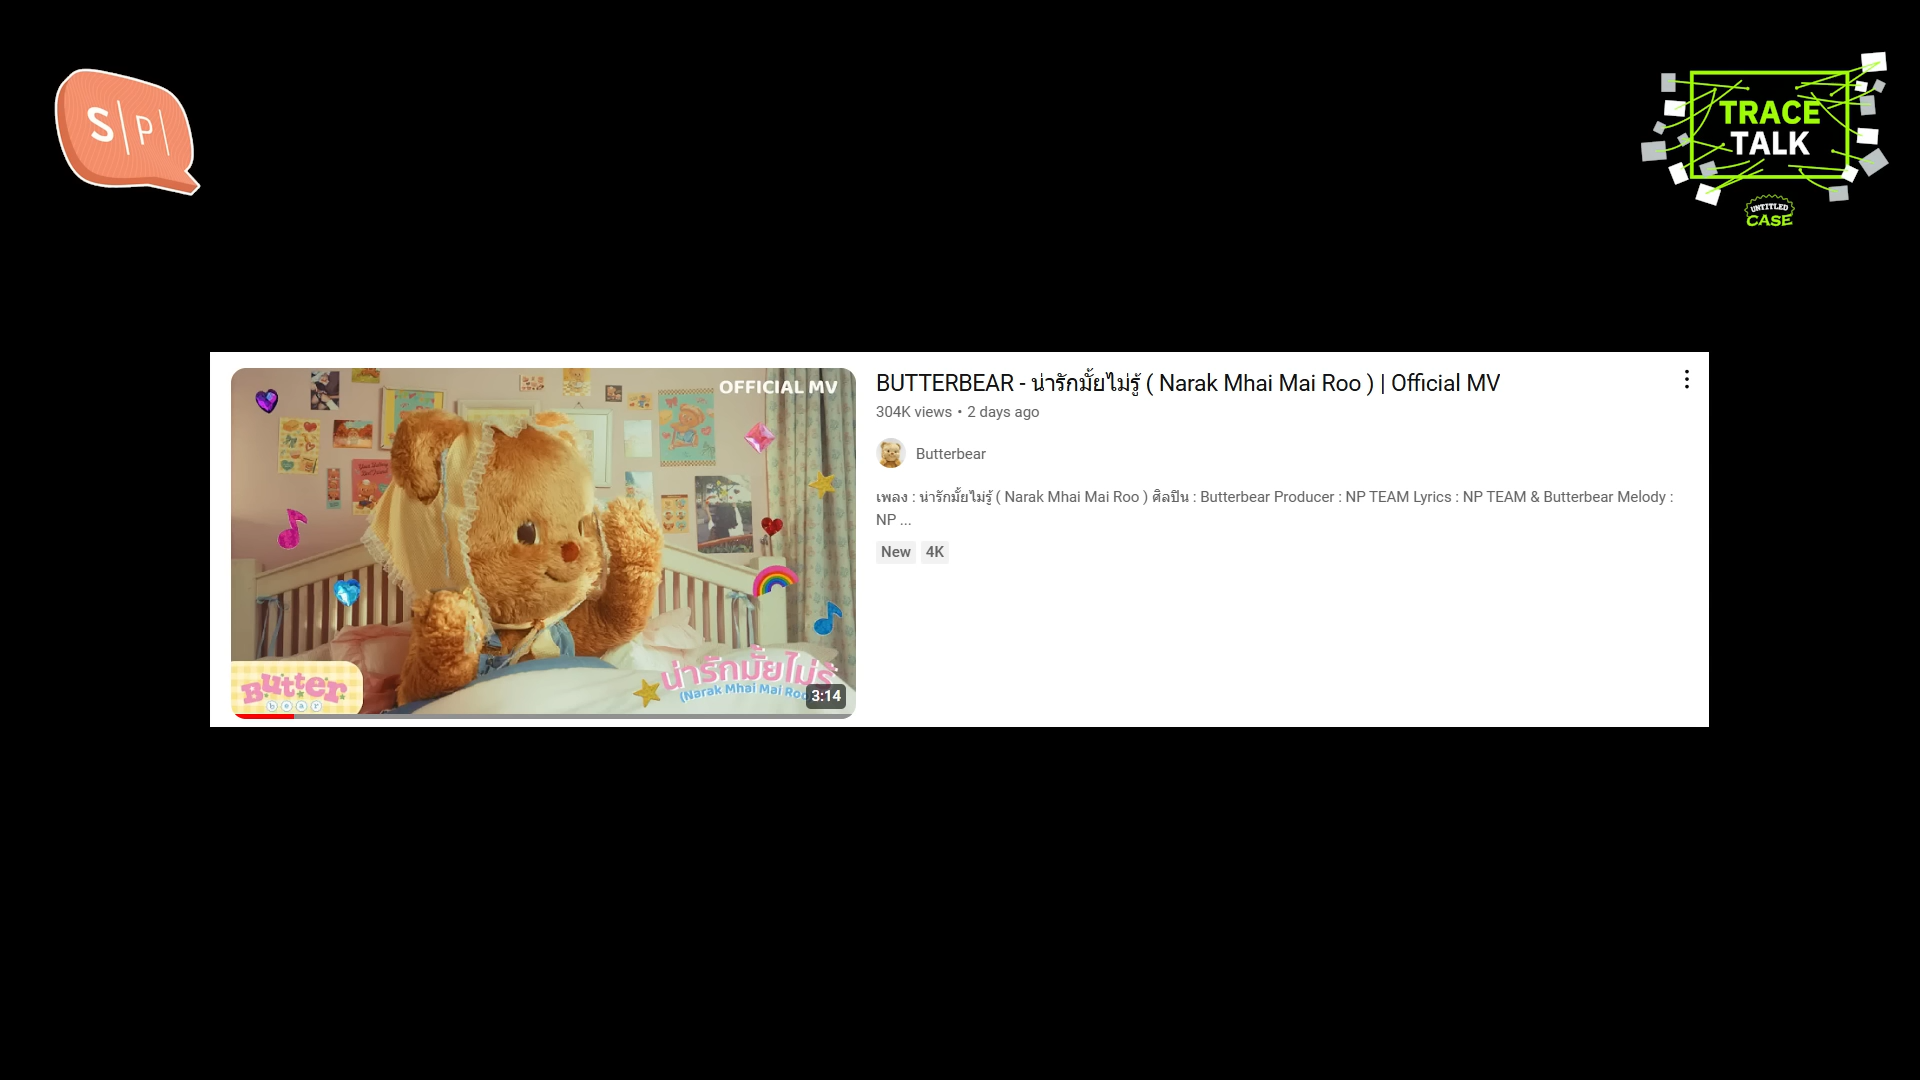 S|P|
TRACE
TALK
UNTITLED
CASE
OFFICIAL MV
Butter
bear
น่ารักมั้ยไม่รู้
(Narak Mhai Mai Roo
3:14
BUTTERBEAR - น่ารักมั้ยไม่รู้ ( Narak Mhai Mai Roo ) | Official MV
304K views • 2 days ago
Butterbear
เพลง : น่ารักมั้ยไม่รู้ ( Narak Mhai Mai Roo ) ศิลปิน : Butterbear Producer : NP TEAM Lyrics : NP TEAM & Butterbear Melody :
NP ...
New 4K